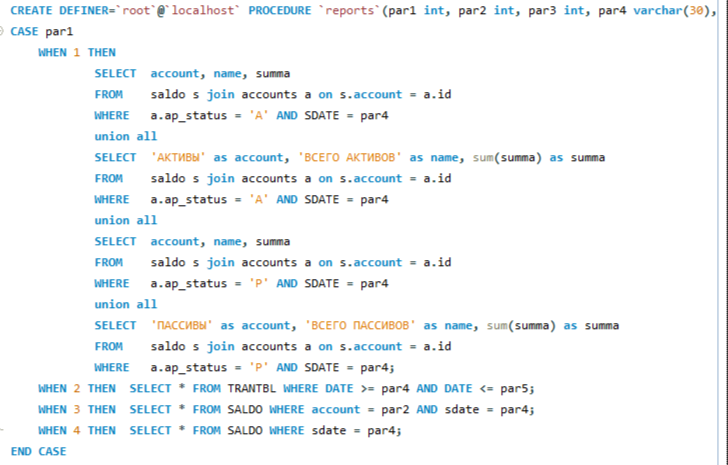 CREATE DEFINER=`root`@`localhost` PROCEDURE `reports`(par1 int, par2 int, par3 int, par4 varchar(30),
CASE par1
WHEN 1 THEN
SELECT account, name, summa
FROM saldo s join accounts a on s.account = a.id
WHERE a.ap_status = 'A' AND SDATE = par4
union all
SELECT 'АКТИВЫ' as account, 'ВСЕГО АКТИВОВ' as name, sum(summa) as summa
FROM saldo s join accounts a on s.account = a.id
WHERE a.ap_status = 'A' AND SDATE = par4
union all
SELECT account, name, summa
FROM saldo s join accounts a on s.account = a.id
WHERE a.ap_status = 'P' AND SDATE = par4
union all
SELECT 'ПАССИВЫ' as account, 'ВСЕГО ПАССИВОВ' as name, sum(summa) as summa
FROM saldo s join accounts a on s.account = a.id
WHERE a.ap_status = 'P' AND SDATE = par4;
WHEN 2 THEN SELECT * FROM TRANTBL WHERE DATE >= par4 AND DATE <= par5;
WHEN 3 THEN SELECT * FROM SALDO WHERE account = par2 AND sdate = par4;
WHEN 4 THEN SELECT * FROM SALDO WHERE sdate = par4;
END CASE